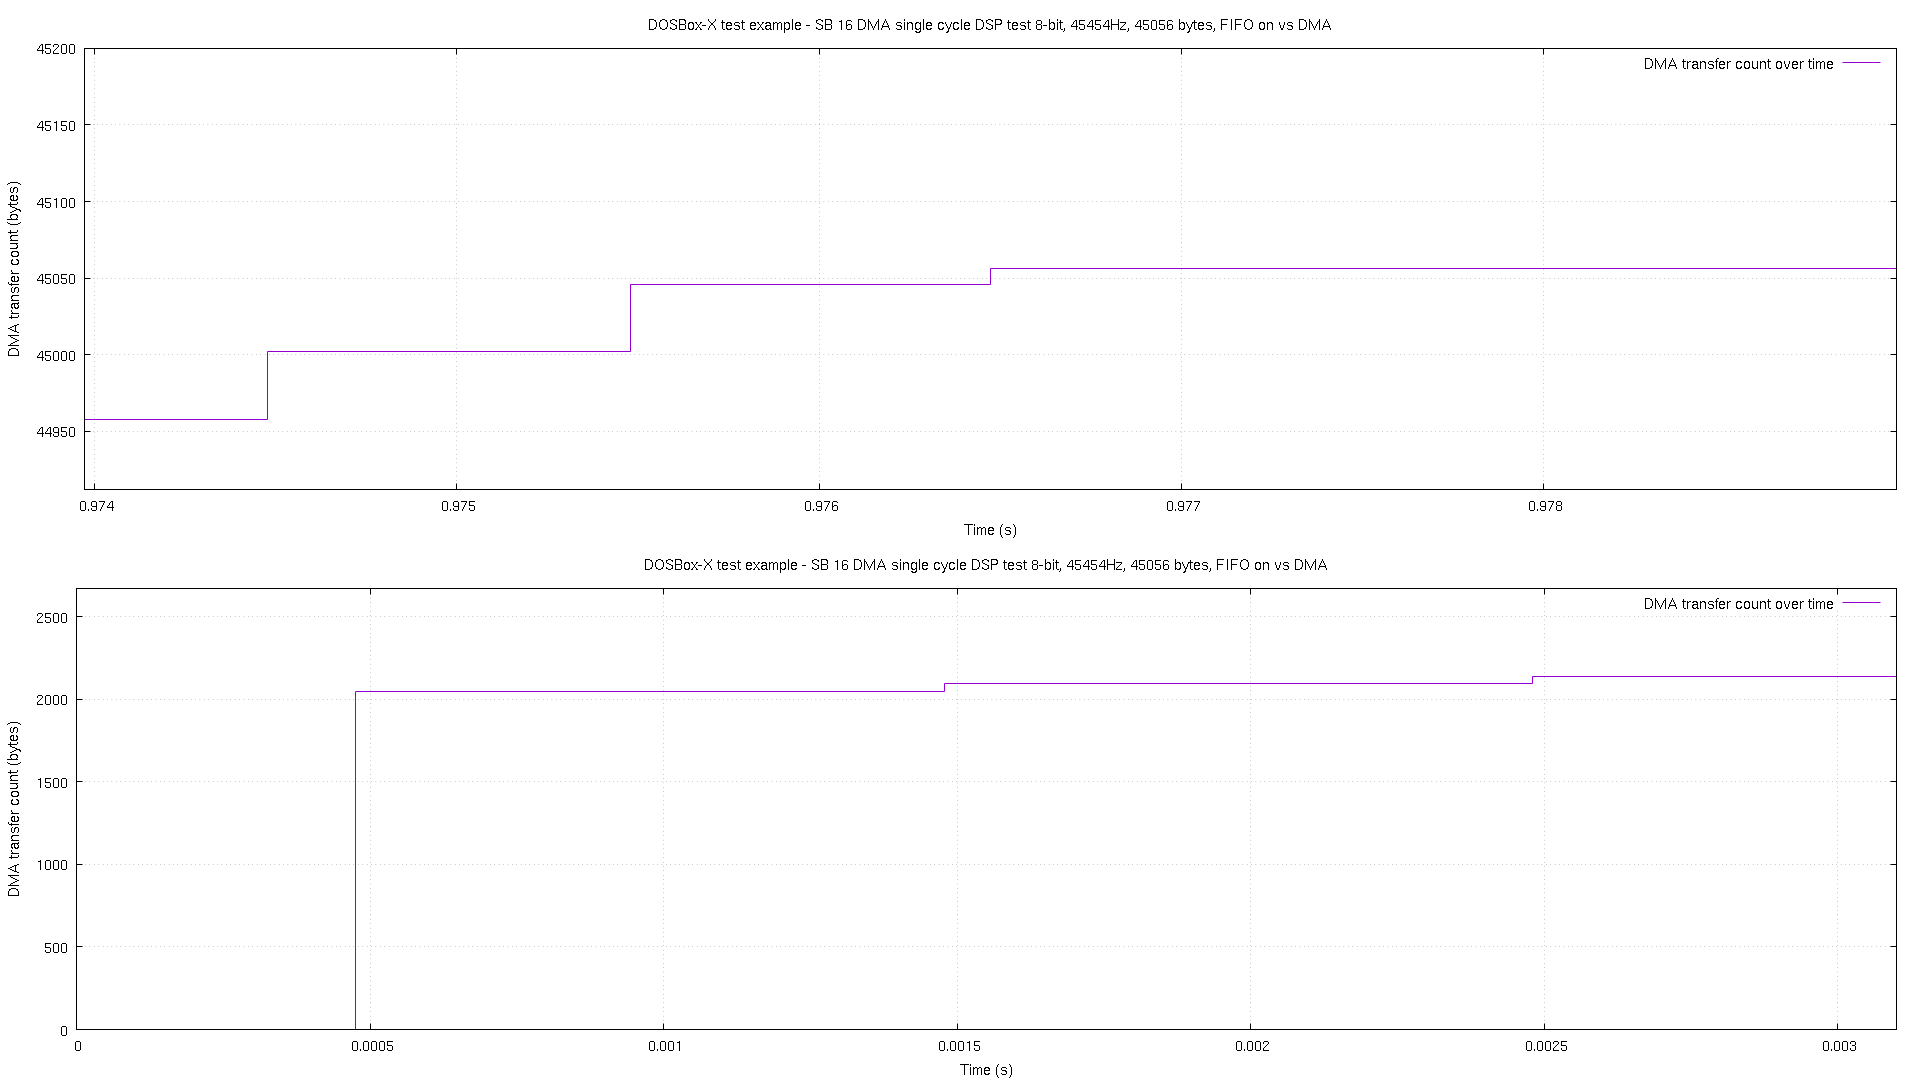 DOSBox-X test example - SB 16 DMA single cycle DSP test 8-bit, 45454Hz, 45056 bytes, FIFO on vs DMA
DMA transfer count over time
DMA transfer count (bytes)
45200
45150
45100
45050
45000
44950
0.974 0.975 0.976 0.977 0.978
Time (s)
DOSBox-X test example - SB 16 DMA single cycle DSP test 8-bit, 45454Hz, 45056 bytes, FIFO on vs DMA
DMA transfer count over time
DMA transfer count (bytes)
2500
2000
1500
1000
500
0
0 0.0005 0.001 0.0015 0.002 0.0025 0.003
Time (s)